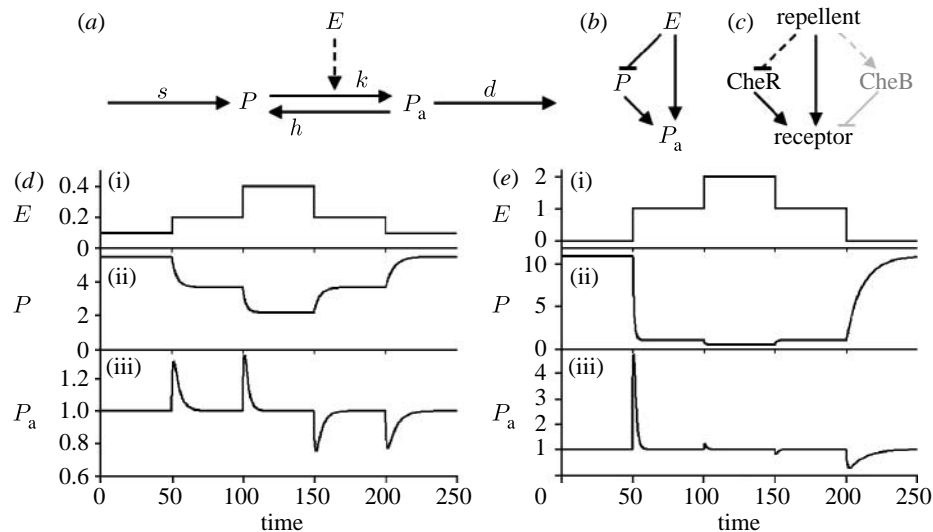 (a)
E
s
P
k
h
P_a
d
(b)
E
P
P_a
(c)
repellent
CheR
CheB
receptor
(d)
(i)
E
0.4
0.2
0
(ii)
P
4
2
0
(iii)
P_a
1.2
1.0
0.8
0.6
0 50 100 150 200 250
time
(e)
(i)
E
2
1
0
(ii)
P
10
5
0
(iii)
P_a
4
3
2
1
0 50 100 150 200 250
time